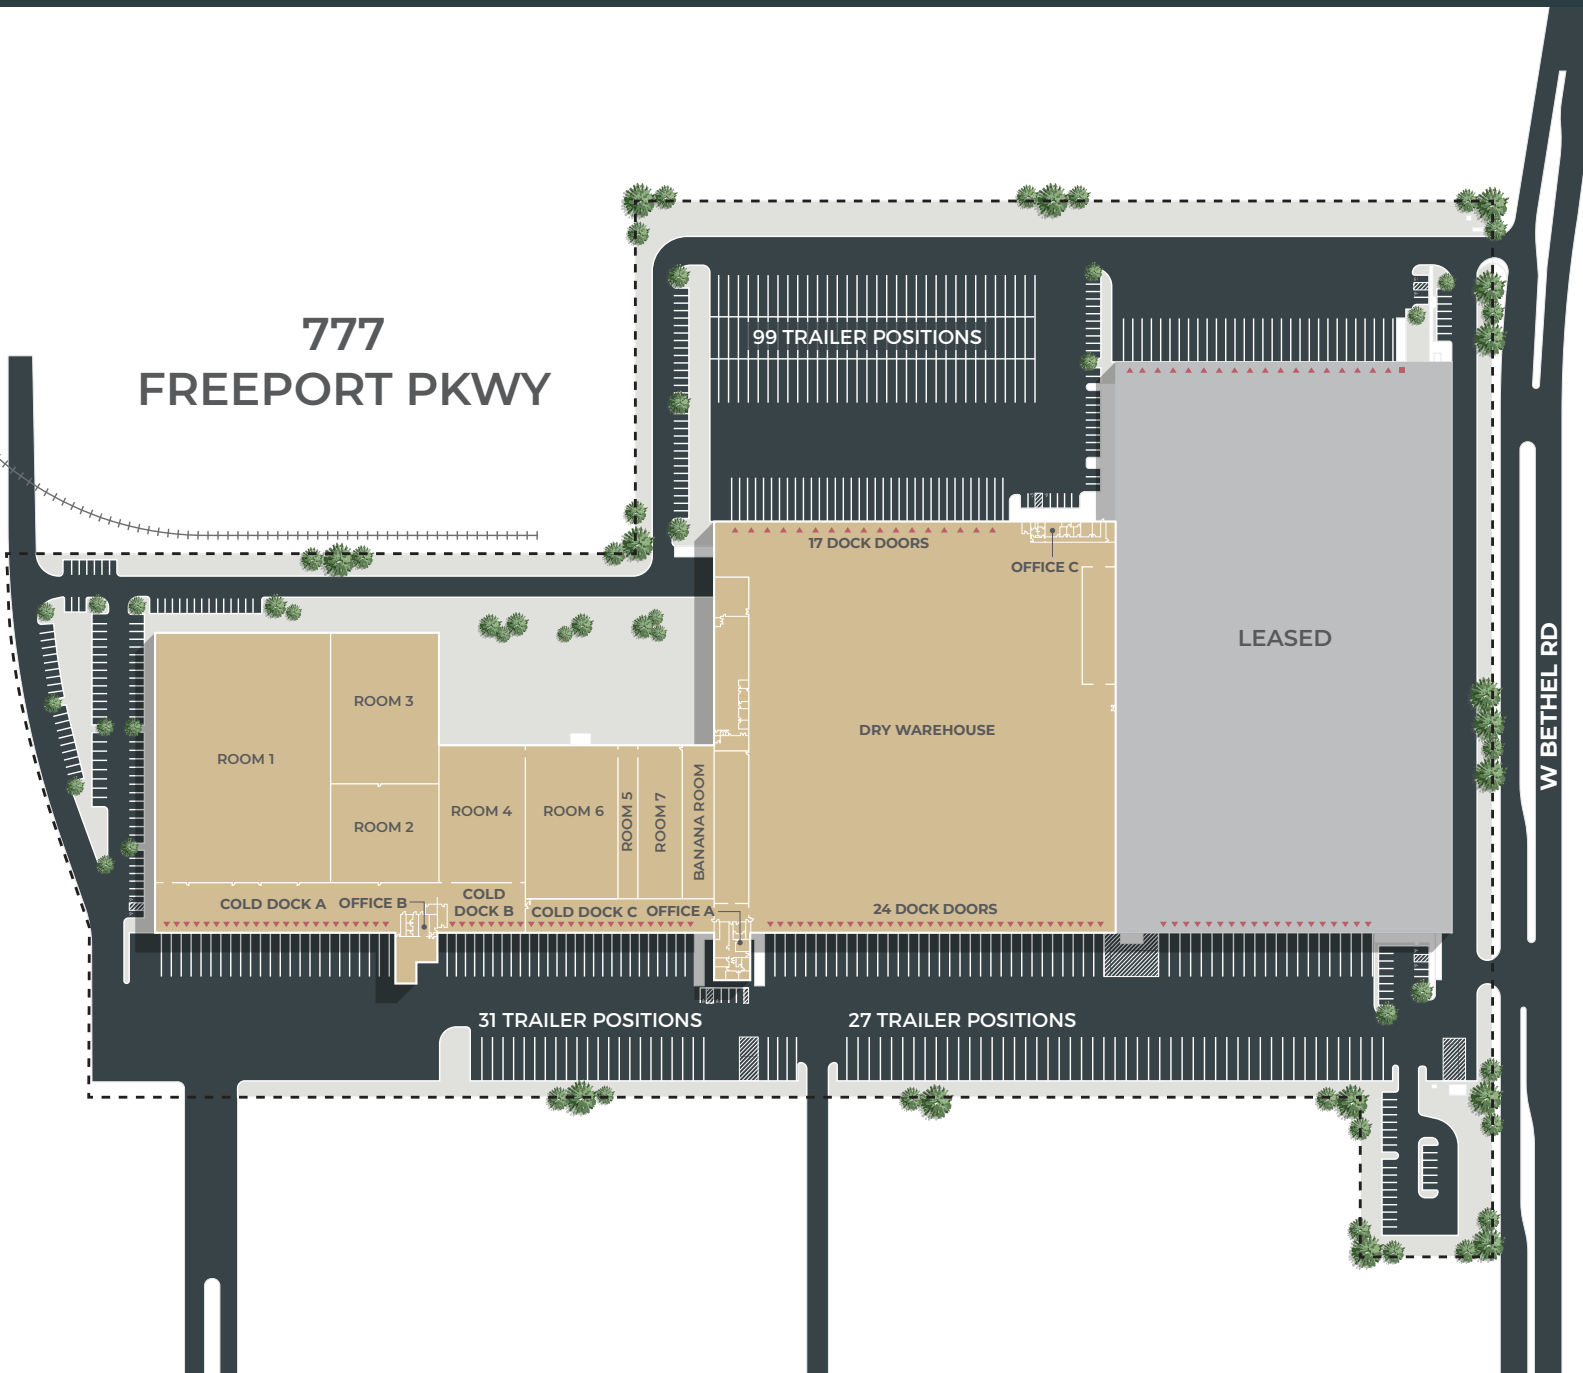 777
FREEPORT PKWY
99 TRAILER POSITIONS
17 DOCK DOORS
OFFICE C
LEASED
W BETHEL RD
ROOM 3
DRY WAREHOUSE
ROOM 1
ROOM 4
ROOM 6
ROOM 5
ROOM 7
BANANA ROOM
ROOM 2
COLD DOCK A
OFFICE B
COLD
DOCK B
COLD DOCK C
OFFICE A
24 DOCK DOORS
31 TRAILER POSITIONS
27 TRAILER POSITIONS